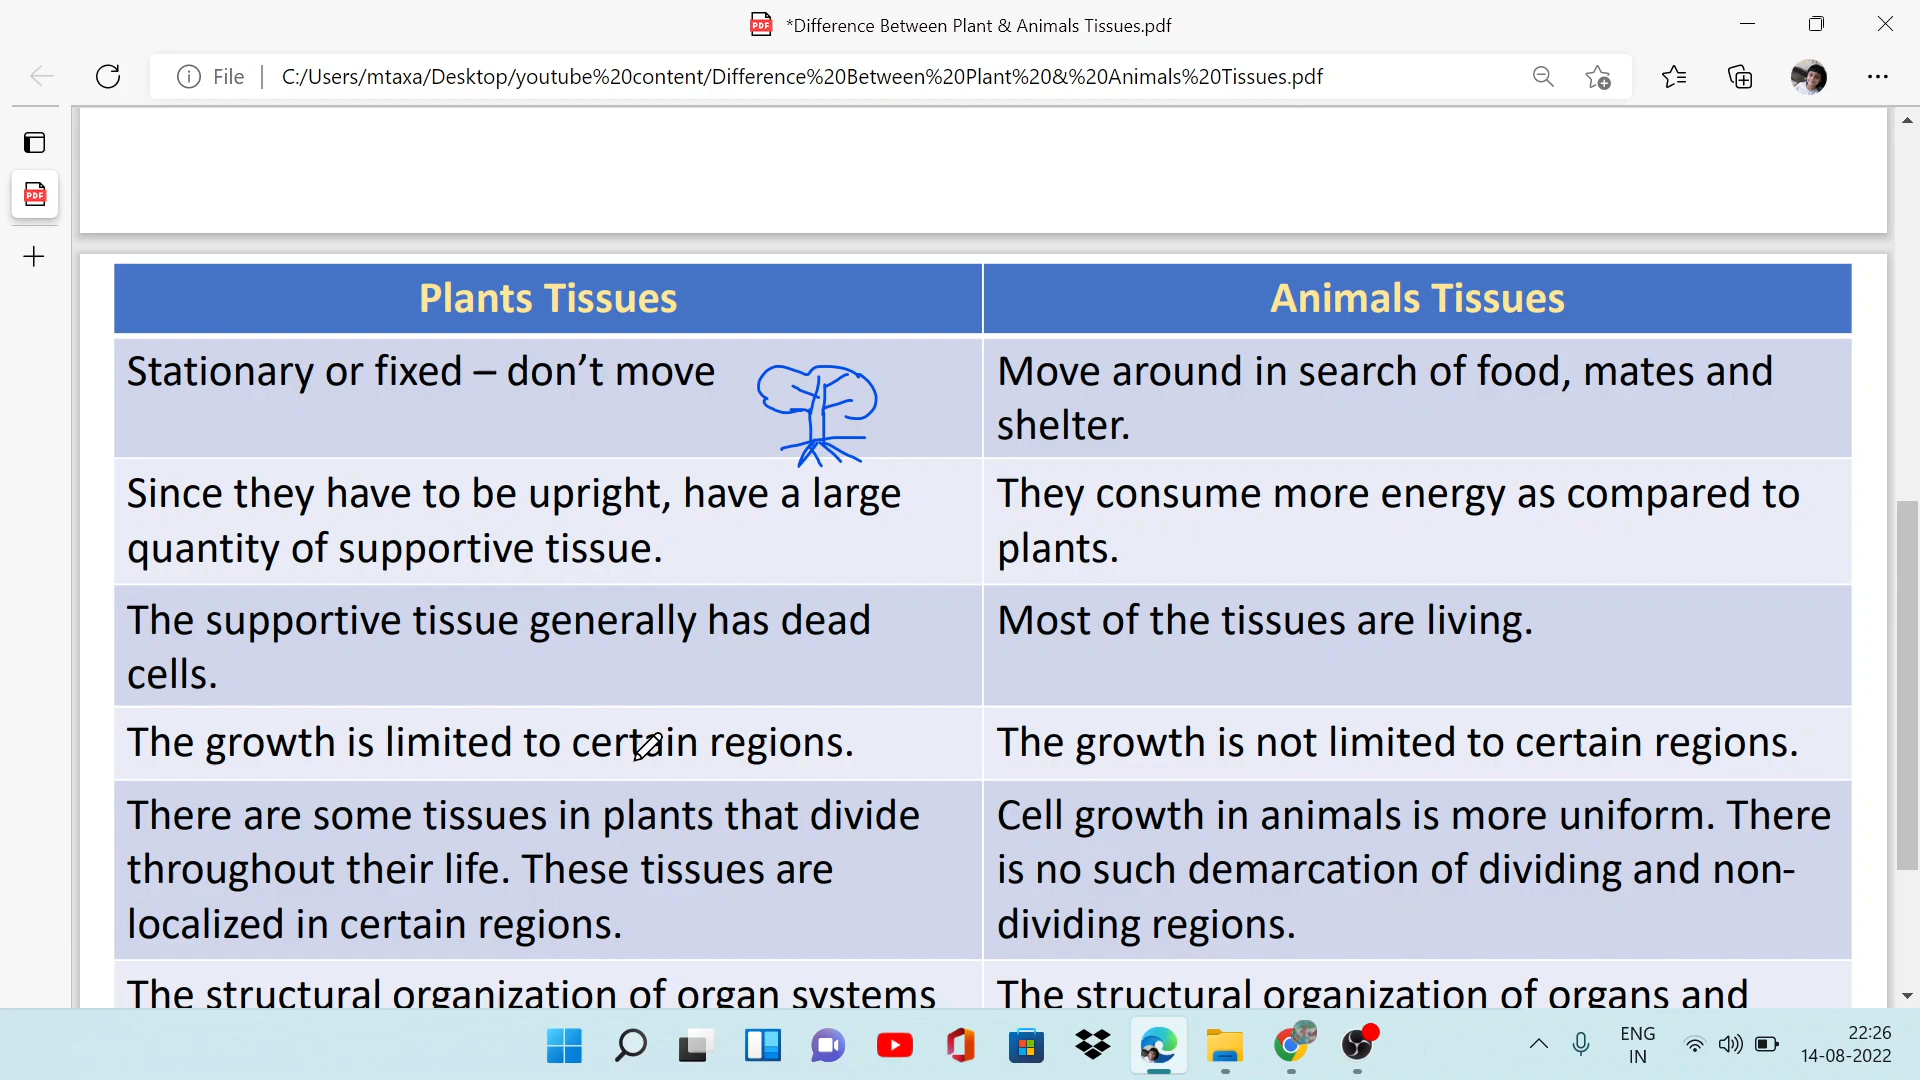 *Difference Between Plant & Animals Tissues.pdf
File
C:/Users/mtaxa/Desktop/youtube%20content/Difference%20Between%20Plant%20&%20Animals%20Tissues.pdf
Plants Tissues
Animals Tissues
Stationary or fixed – don’t move
Move around in search of food, mates and
shelter.
Since they have to be upright, have a large
quantity of supportive tissue.
They consume more energy as compared to
plants.
The supportive tissue generally has dead
cells.
Most of the tissues are living.
The growth is limited to certain regions.
The growth is not limited to certain regions.
There are some tissues in plants that divide
throughout their life. These tissues are
localized in certain regions.
Cell growth in animals is more uniform. There
is no such demarcation of dividing and non-
dividing regions.
The structural organization of organ systems
The structural organization of organs and
ENG
IN
22:26
14-08-2022